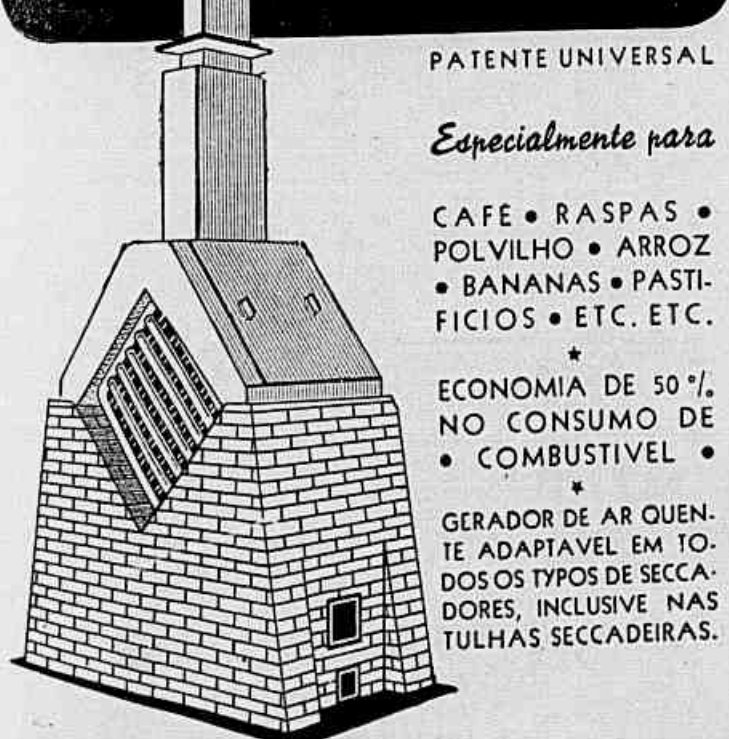 PATENTE UNIVERSAL
Especialmente para
CAFÉ • RASPAS •
POLVILHO • ARROZ
• BANANAS • PASTI-
FICIOS • ETC. ETC.
ECONOMIA DE 50 %
NO CONSUMO DE
• COMBUSTIVEL •
GERADOR DE AR QUEN-
TE ADAPTAVEL EM TO-
DOS OS TYPOS DE SECCA-
DORES, INCLUSIVE NAS
TULHAS SECCADEIRAS.